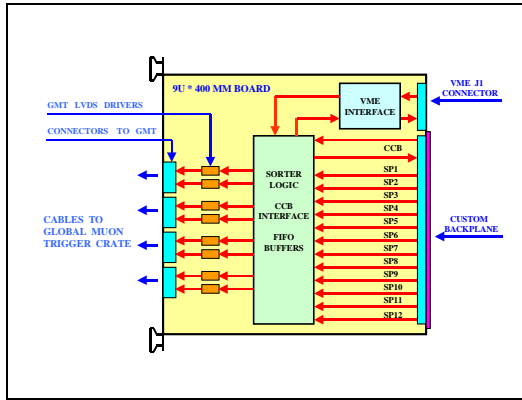 9U * 400 MM BOARD
VME J1
CONNECTOR
GMT LVDS DRIVERS
VME
INTERFACE
CONNECTORS TO GMT
CCB
SORTER
LOGIC
CCB
INTERFACE
FIFO
BUFFERS
SP1
SP2
SP3
SP4
SP5
SP6
SP7
SP8
SP9
SP10
SP11
SP12
CABLES TO
GLOBAL MUON
TRIGGER CRATE
CUSTOM
BACKPLANE